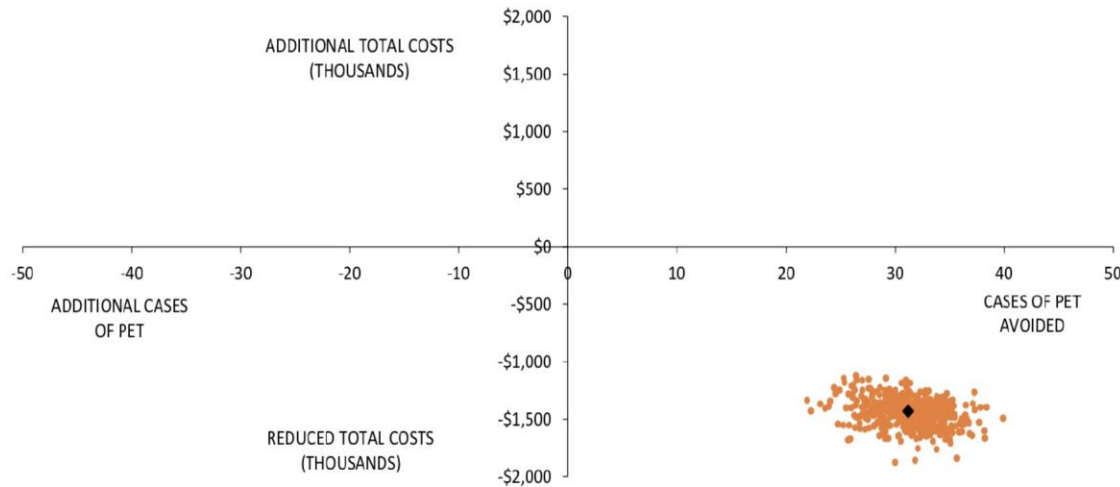 $2,000
ADDITIONAL TOTAL COSTS
(THOUSANDS)
$1,500
$1,000
$500
$0
-50 -40 -30 -20 -10 0 10 20 30 40 50
ADDITIONAL CASES
OF PET
-$500
CASES OF PET
AVOIDED
-$1,000
-$1,500
REDUCED TOTAL COSTS
(THOUSANDS)
-$2,000